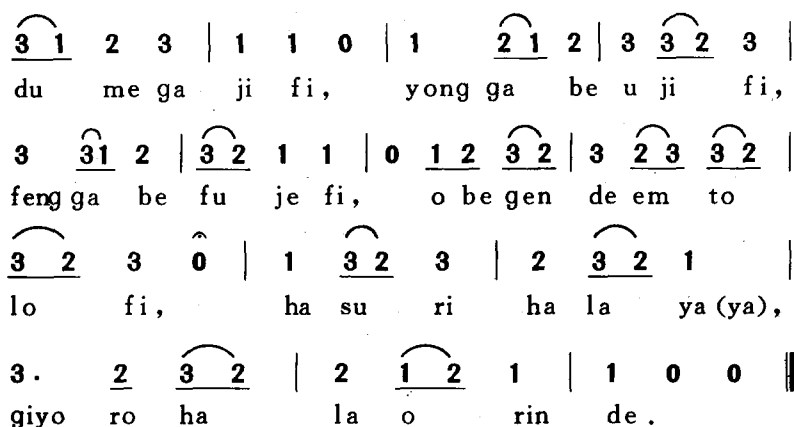 3 1 2 3 | 1 1 0 | 1 2 1 2 | 3 3 2 3 |
du me ga ji fi, yong ga be u ji fi,
3 31 2 | 3 2 1 1 | 0 1 2 3 2 | 3 2 3 3 2 |
feng ga be fu je fi, o be gen de em to
3 2 3 0 | 1 3 2 3 | 2 3 2 1 |
lo fi, ha su ri ha la ya (ya),
3. 2 3 2 | 2 1 2 1 | 1 0 0 ‖
giyo ro ha la o rin de.